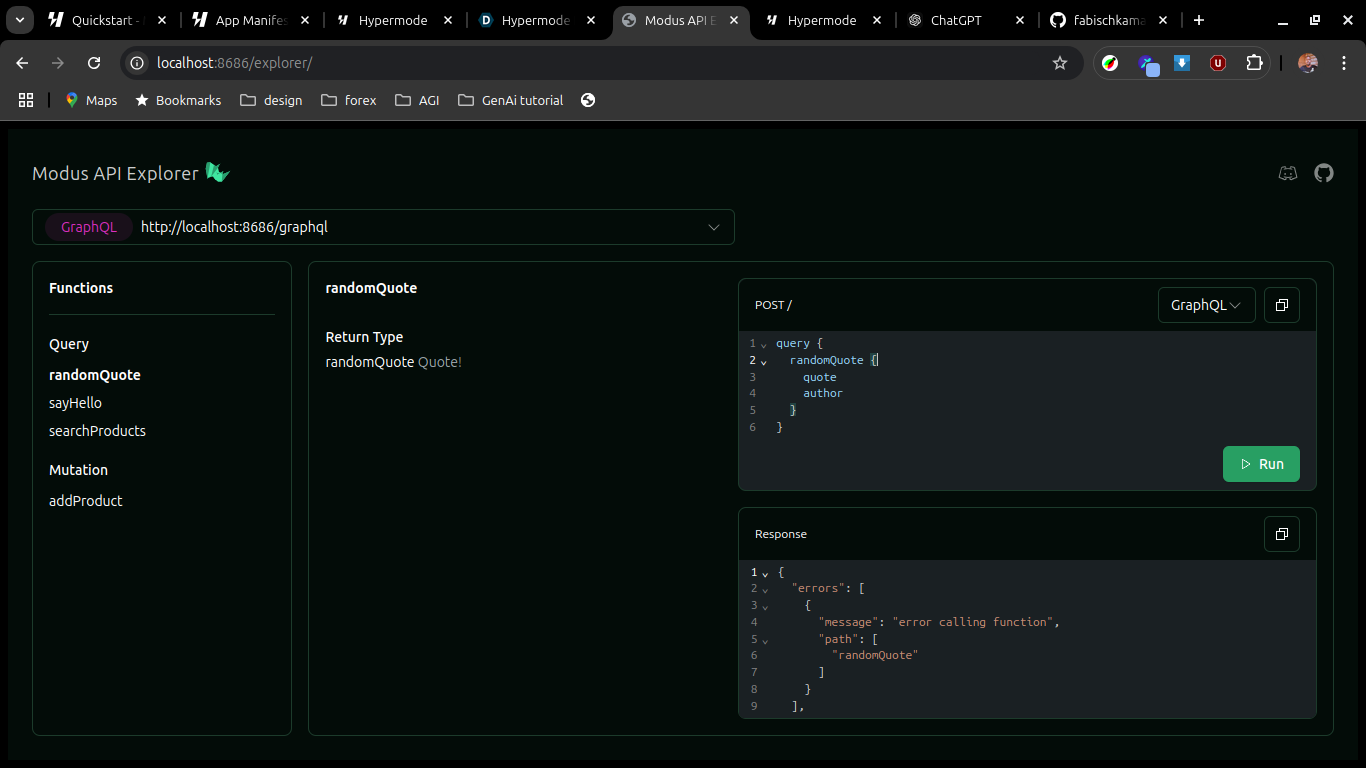 Quickstart -
App Manifes
Hypermode
Hypermode
Modus API E
Hypermode
ChatGPT
fabischkama
localhost:8686/explorer/
Maps
Bookmarks
design
forex
AGI
GenAi tutorial
Modus API Explorer
GraphQL http://localhost:8686/graphql
Functions
Query
randomQuote
sayHello
searchProducts
Mutation
addProduct
randomQuote
Return Type
randomQuote Quote!
POST /
GraphQL
1 query {
2 randomQuote {
3 quote
4 author
5 }
6 }
Run
Response
1 {
2 "errors": [
3 {
4 "message": "error calling function",
5 "path": [
6 "randomQuote"
7 ]
8 }
9 ],